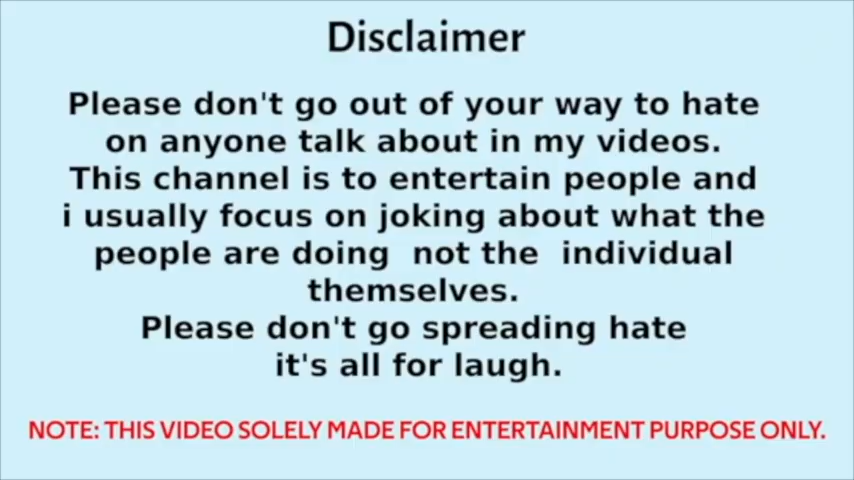 Disclaimer
Please don't go out of your way to hate
on anyone talk about in my videos.
This channel is to entertain people and
i usually focus on joking about what the
people are doing not the individual
themselves.
Please don't go spreading hate
it's all for laugh.
NOTE: THIS VIDEO SOLELY MADE FOR ENTERTAINMENT PURPOSE ONLY.